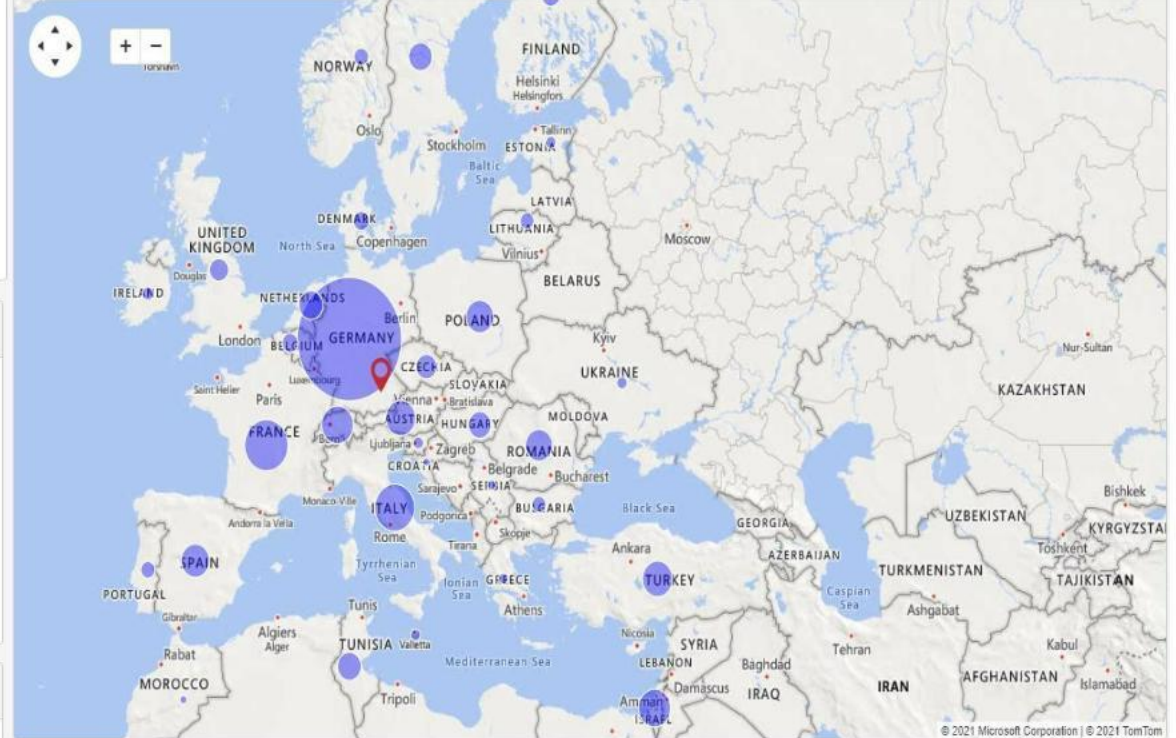 + −
Torshavn
NORWAY
FINLAND
Helsinki
Helsingfors
Oslo
Stockholm
Tallinn
ESTONIA
Baltic
Sea
LATVIA
DENMARK
Copenhagen
LITHUANIA
Vilnius
Moscow
UNITED
KINGDOM
North Sea
Douglas
IRELAND
BELARUS
NETHERLANDS
Berlin
POLAND
London
BELGIUM
GERMANY
Kyiv
Nur-Sultan
Luxembourg
CZECHIA
UKRAINE
Saint Helier
Paris
SLOVAKIA
KAZAKHSTAN
Vienna
Bratislava
FRANCE
Bern
AUSTRIA
HUNGARY
MOLDOVA
Ljubljana
Zagreb
ROMANIA
CROATIA
Belgrade
Bucharest
Monaco-Ville
Sarajevo
SERBIA
Bishkek
ITALY
Podgorica
BULGARIA
Black Sea
UZBEKISTAN
Andorra la Vella
Rome
Skopje
GEORGIA
KYRGYZSTAN
Tirana
Ankara
AZERBAIJAN
Toshkent
SPAIN
Tyrrhenian
Sea
Ionian
Sea
GREECE
TURKEY
TURKMENISTAN
TAJIKISTAN
PORTUGAL
Caspian
Sea
Athens
Ashgabat
Gibraltar
Tunis
Algiers
Alger
Nicosia
Rabat
TUNISIA
Valletta
SYRIA
Tehran
Kabul
Mediterranean Sea
LEBANON
Baghdad
MOROCCO
Damascus
IRAQ
IRAN
AFGHANISTAN
Islamabad
Tripoli
Amman
ISRAEL
© 2021 Microsoft Corporation | © 2021 TomTom